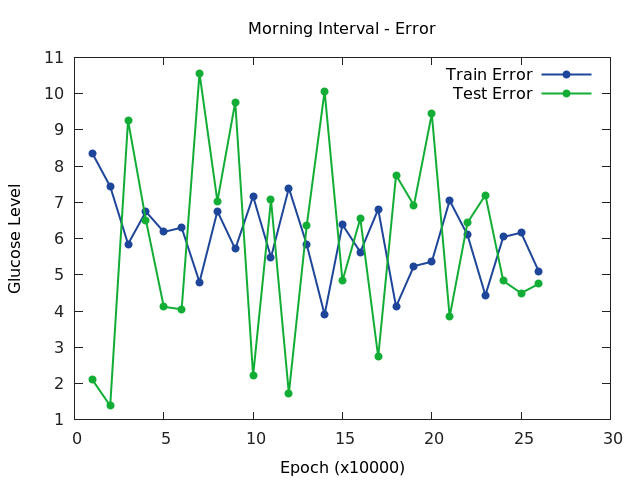 Morning Interval - Error
11
10
9
8
7
6
5
4
3
2
1
Glucose Level
Train Error
Test Error
0 5 10 15 20 25 30
Epoch (x10000)